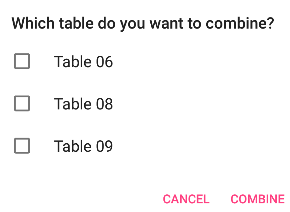 Which table do you want to combine?
Table 06
Table 08
Table 09
CANCEL COMBINE